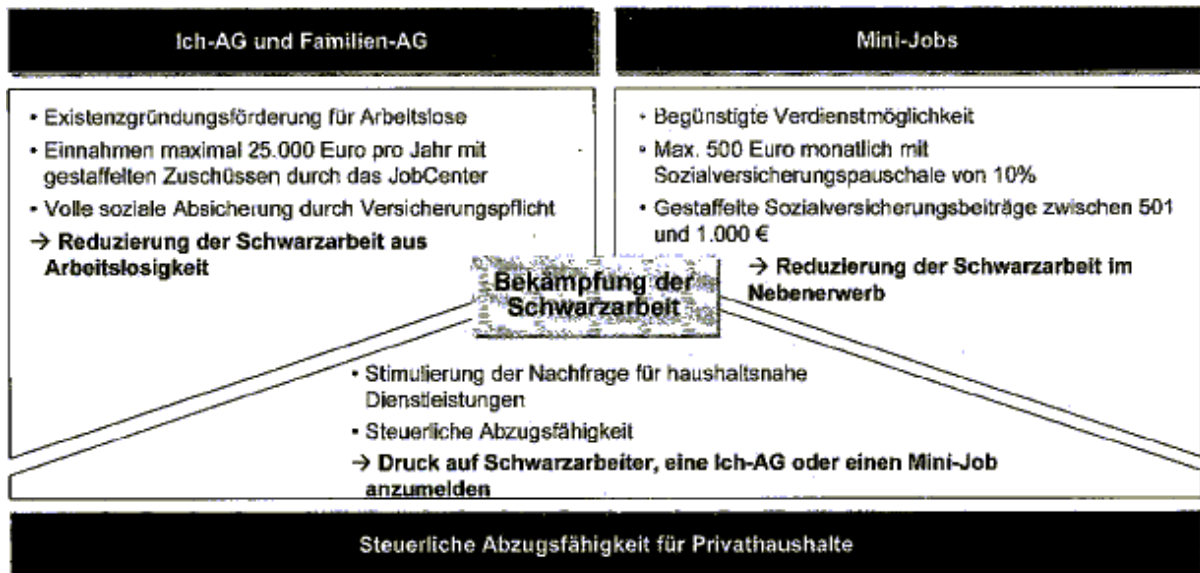 Ich-AG und Familien-AG
• Existenzgründungsförderung für Arbeitslose
• Einnahmen maximal 25.000 Euro pro Jahr mit
gestaffelten Zuschüssen durch das JobCenter
• Volle soziale Absicherung durch Versicherungspflicht
→ Reduzierung der Schwarzarbeit aus
Arbeitslosigkeit
Mini-Jobs
• Begünstigte Verdienstmöglichkeit
• Max. 500 Euro monatlich mit
Sozialversicherungspauschale von 10%
• Gestaffelte Sozialversicherungsbeiträge zwischen 501
und 1.000 €
→ Reduzierung der Schwarzarbeit im
Nebenerwerb
Bekämpfung der
Schwarzarbeit
• Stimulierung der Nachfrage für haushaltsnahe
Dienstleistungen
• Steuerliche Abzugsfähigkeit
→ Druck auf Schwarzarbeiter, eine Ich-AG oder einen Mini-Job
anzumelden
Steuerliche Abzugsfähigkeit für Privathaushalte